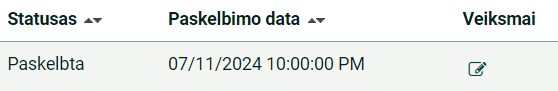 Statusas Paskelbimo data Veiksmai
Paskelbta 07/11/2024 10:00:00 PM